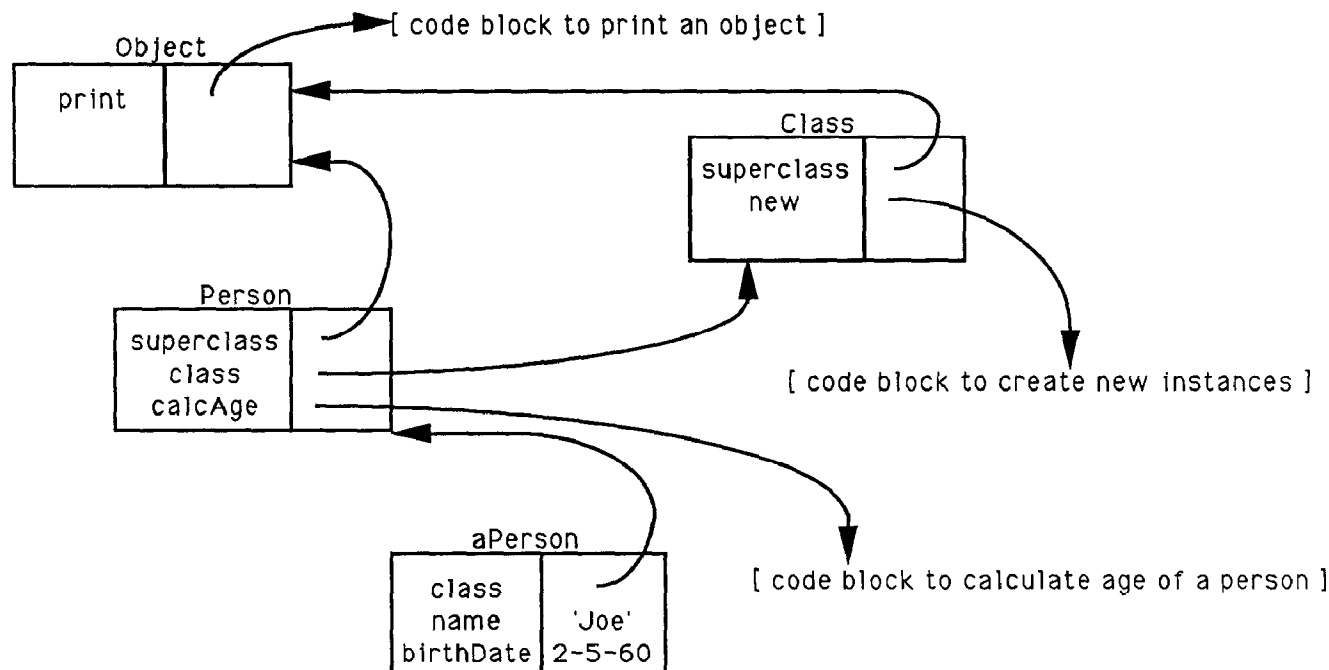 [ code block to print an object ]
Object
print
Class
superclass
new
Person
superclass
class
calcAge
[ code block to create new instances ]
aPerson
class
name 'Joe'
birthDate 2-5-60
[ code block to calculate age of a person ]